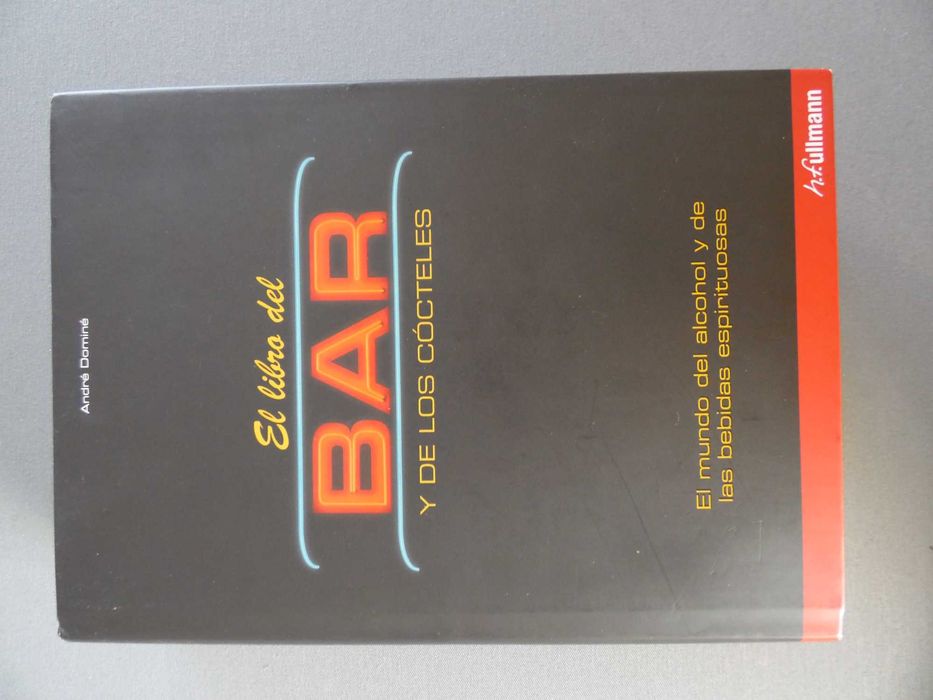 André Dominé
El libro del
BAR
Y DE LOS CÓCTELES
El mundo del alcohol y de
las bebidas espirituosas
h.f.ullmann